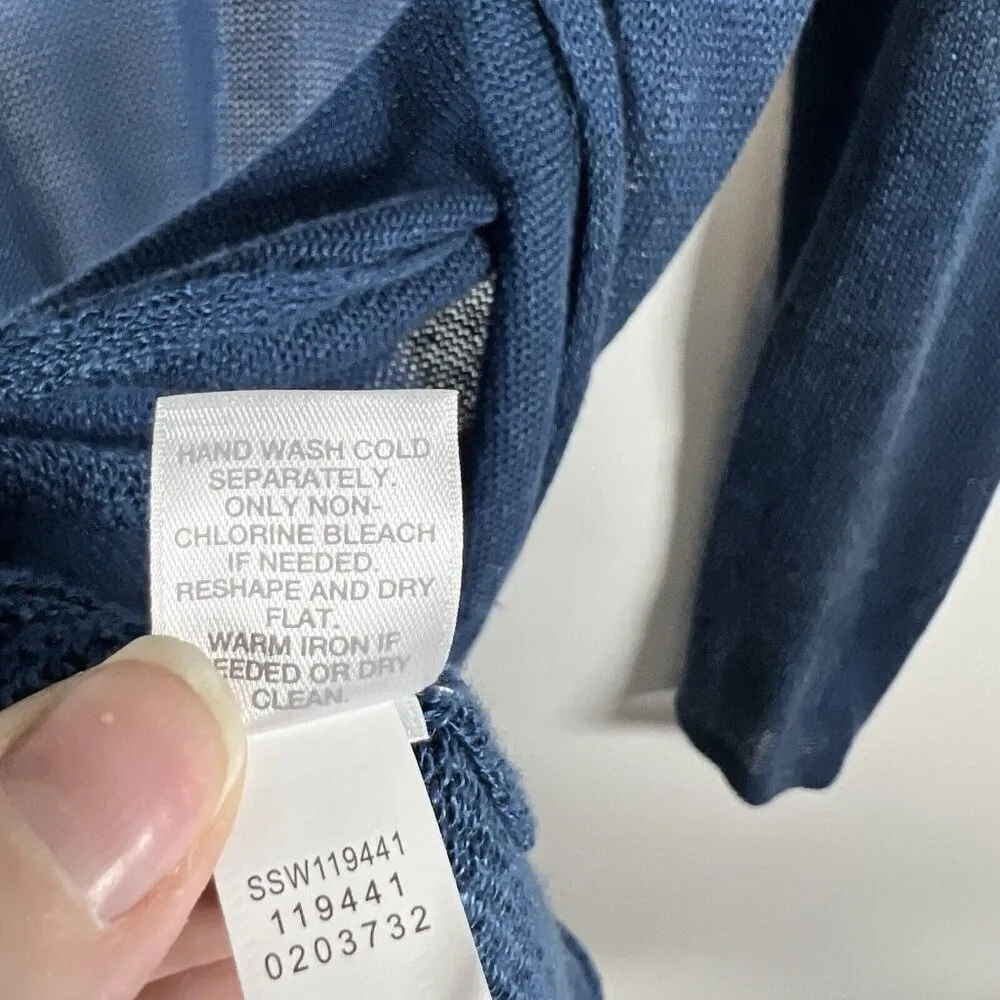 HAND WASH COLD
SEPARATELY.
ONLY NON-
CHLORINE BLEACH
IF NEEDED.
RESHAPE AND DRY
FLAT.
WARM IRON IF
EEDED OR DRY
CLEAN.
SSW119441
119441
0203732